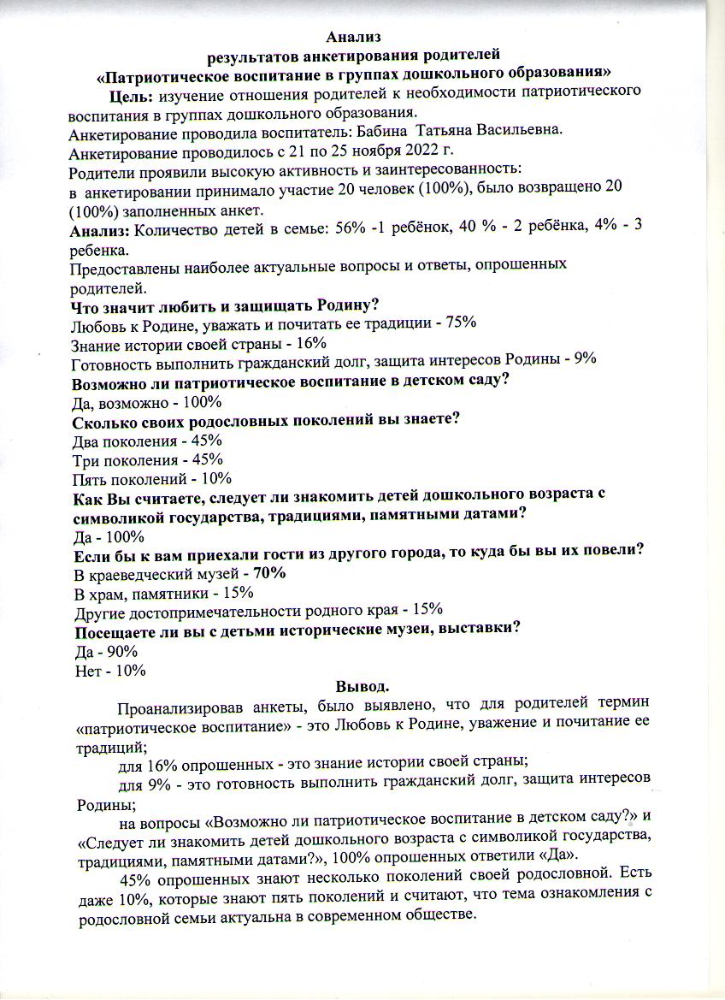 Анализ
результатов анкетирования родителей
«Патриотическое воспитание в группах дошкольного образования»
Цель: изучение отношения родителей к необходимости патриотического
воспитания в группах дошкольного образования.
Анкетирование проводила воспитатель: Бабина Татьяна Васильевна.
Анкетирование проводилось с 21 по 25 ноября 2022 г.
Родители проявили высокую активность и заинтересованность:
в анкетировании принимало участие 20 человек (100%), было возвращено 20
(100%) заполненных анкет.
Анализ: Количество детей в семье: 56% -1 ребёнок, 40 % - 2 ребёнка, 4% - 3
ребенка.
Предоставлены наиболее актуальные вопросы и ответы, опрошенных
родителей.
Что значит любить и защищать Родину?
Любовь к Родине, уважать и почитать ее традиции - 75%
Знание истории своей страны - 16%
Готовность выполнить гражданский долг, защита интересов Родины - 9%
Возможно ли патриотическое воспитание в детском саду?
Да, возможно - 100%
Сколько своих родословных поколений вы знаете?
Два поколения - 45%
Три поколения - 45%
Пять поколений - 10%
Как Вы считаете, следует ли знакомить детей дошкольного возраста с
символикой государства, традициями, памятными датами?
Да - 100%
Если бы к вам приехали гости из другого города, то куда бы вы их повели?
В краеведческий музей - 70%
В храм, памятники - 15%
Другие достопримечательности родного края - 15%
Посещаете ли вы с детьми исторические музеи, выставки?
Да - 90%
Нет - 10%
Вывод.
Проанализировав анкеты, было выявлено, что для родителей термин
«патриотическое воспитание» - это Любовь к Родине, уважение и почитание ее
традиций;
для 16% опрошенных - это знание истории своей страны;
для 9% - это готовность выполнить гражданский долг, защита интересов
Родины;
на вопросы «Возможно ли патриотическое воспитание в детском саду?» и
«Следует ли знакомить детей дошкольного возраста с символикой государства,
традициями, памятными датами?», 100% опрошенных ответили «Да».
45% опрошенных знают несколько поколений своей родословной. Есть
даже 10%, которые знают пять поколений и считают, что тема ознакомления с
родословной семьи актуальна в современном обществе.